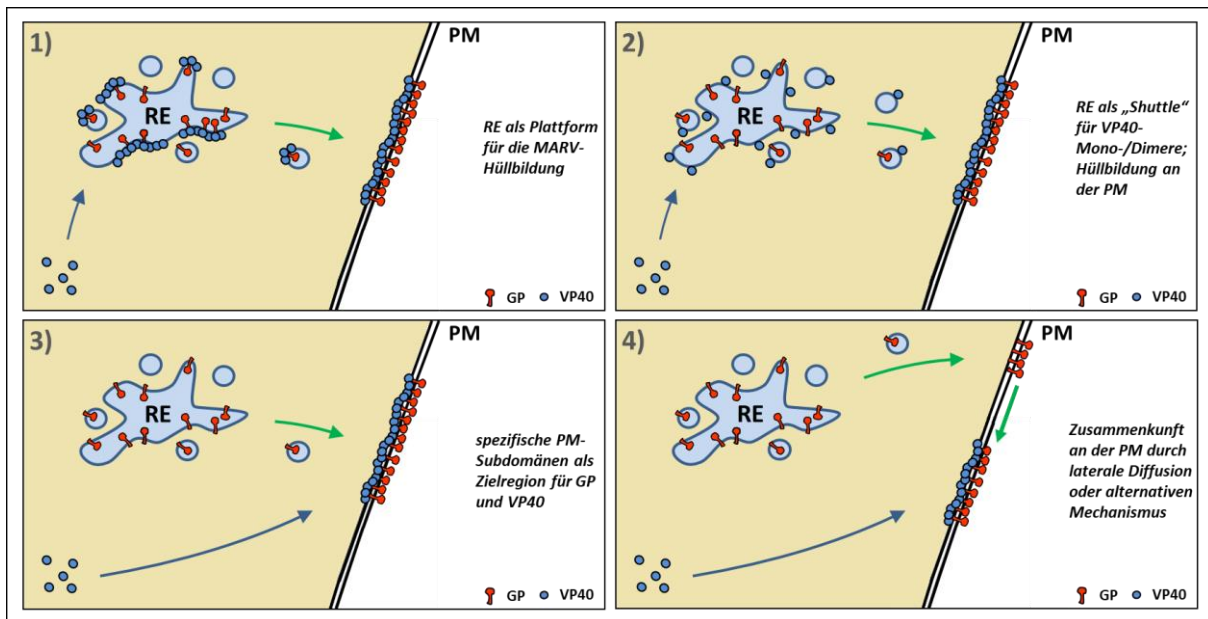 1)
PM
RE
RE als Plattform
für die MARV-
Hüllbildung
GP VP40
2)
PM
RE
RE als „Shuttle“
für VP40-
Mono-/Dimere;
Hüllbildung an
der PM
GP VP40
3)
PM
RE
spezifische PM-
Subdomänen als
Zielregion für GP
und VP40
GP VP40
4)
PM
RE
Zusammenkunft
an der PM durch
laterale Diffusion
oder alternativen
Mechanismus
GP VP40